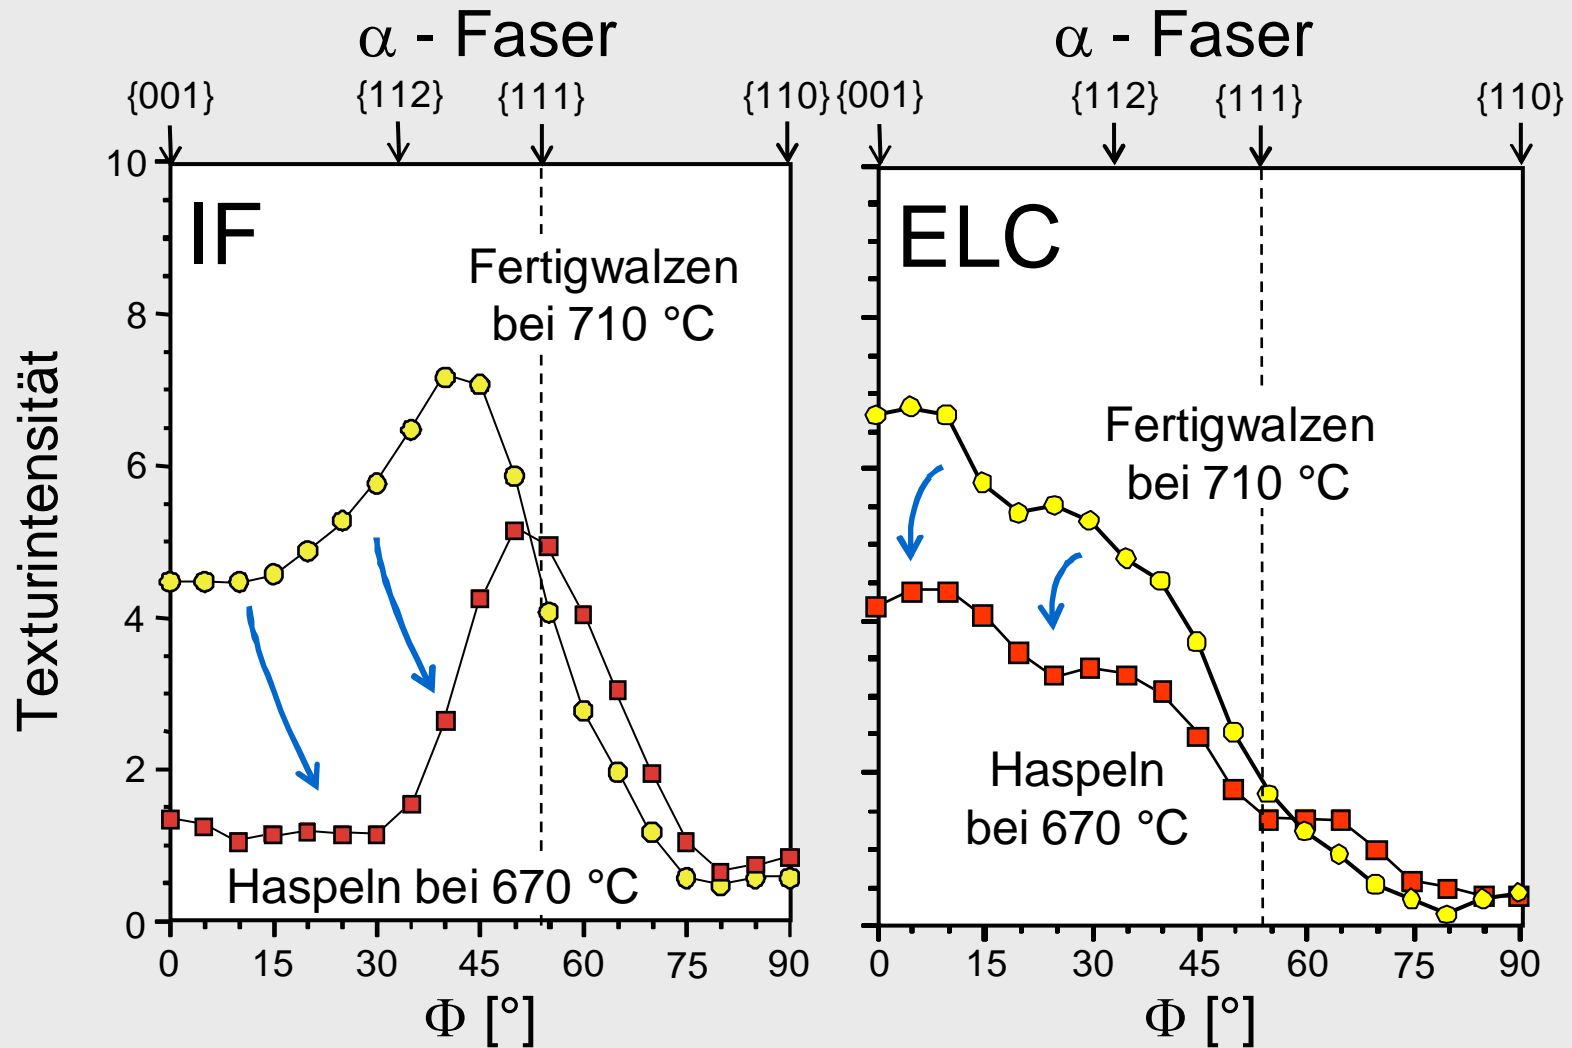 α - Faser
{001} {112} {111} {110}
IF
Fertigwalzen
bei 710 °C
Haspeln bei 670 °C
Texturintensität
10
8
6
4
2
0
0 15 30 45 60 75 90
Φ [°]
α - Faser
{001} {112} {111} {110}
ELC
Fertigwalzen
bei 710 °C
Haspeln
bei 670 °C
0 15 30 45 60 75 90
Φ [°]